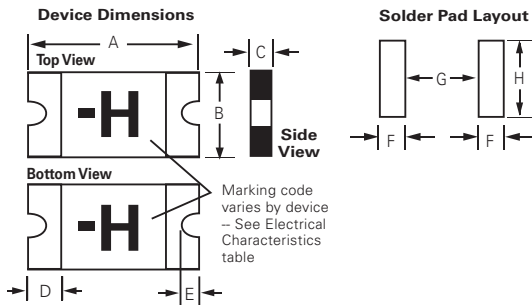 Device Dimensions
A
Top View
-H
B
C
Side
View
Bottom View
-H
D
E
Marking code
varies by device
-- See Electrical
Characteristics
table
Solder Pad Layout
G
H
F
F